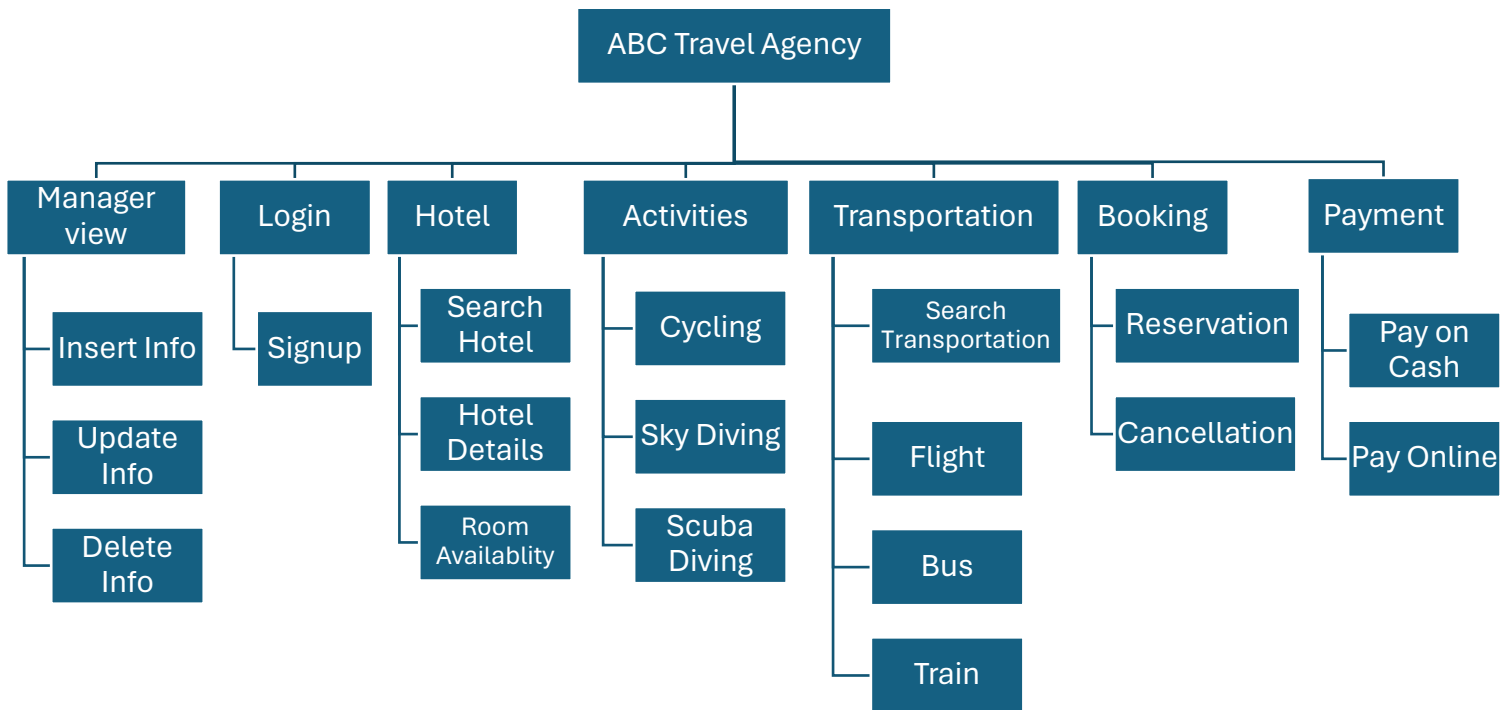 ABC Travel Agency
Manager
view
Login
Hotel
Activities
Transportation
Booking
Payment
Insert Info
Update
Info
Delete
Info
Signup
Search
Hotel
Hotel
Details
Room
Availablity
Cycling
Sky Diving
Scuba
Diving
Search
Transportation
Flight
Bus
Train
Reservation
Cancellation
Pay on
Cash
Pay Online